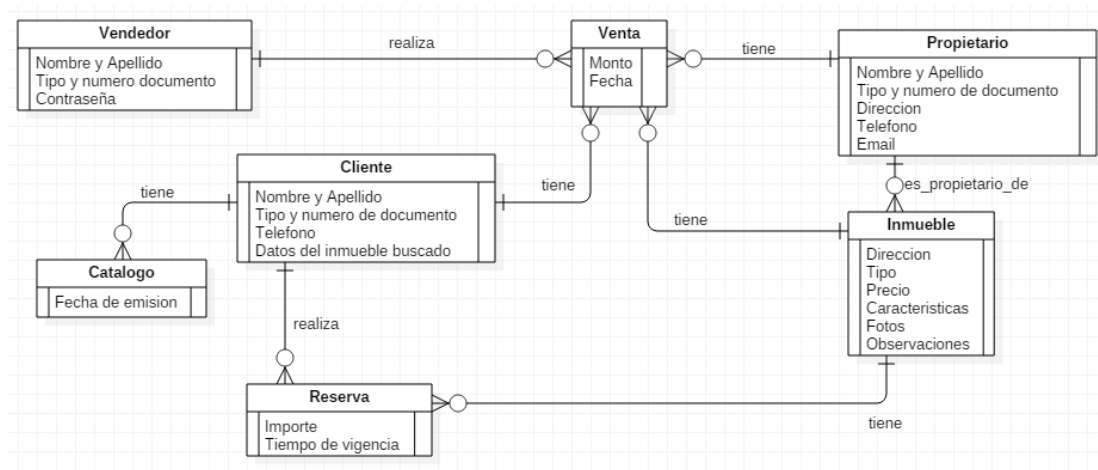 Vendedor
Nombre y Apellido
Tipo y numero documento
Contraseña
realiza
Venta
Monto
Fecha
tiene
Propietario
Nombre y Apellido
Tipo y numero de documento
Direccion
Telefono
Email
es_propietario_de
Cliente
Nombre y Apellido
Tipo y numero de documento
Telefono
Datos del inmueble buscado
tiene
tiene
tiene
Inmueble
Direccion
Tipo
Precio
Caracteristicas
Fotos
Observaciones
Catalogo
Fecha de emision
realiza
Reserva
Importe
Tiempo de vigencia
tiene